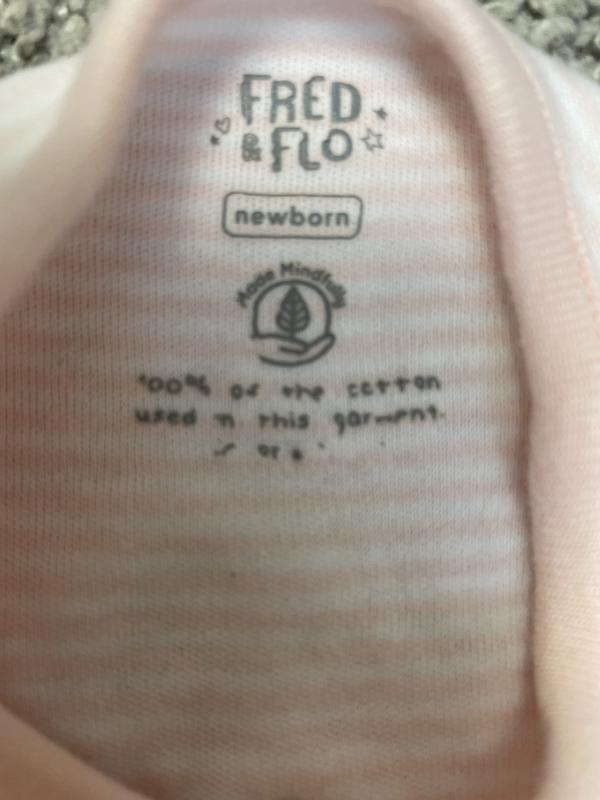 FRED
& FLO
newborn
Made Mindfully
100% of the cotton
used in this garment